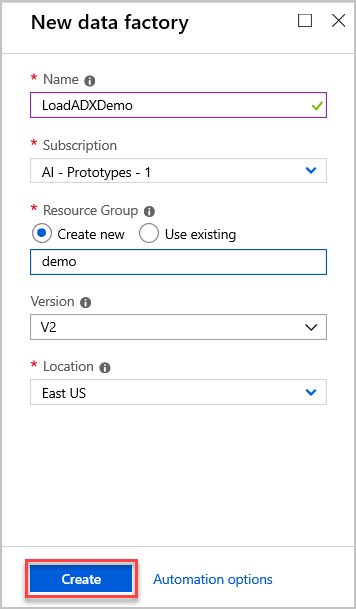 New data factory
* Name
LoadADXDemo
* Subscription
AI - Prototypes - 1
* Resource Group
Create new Use existing
demo
Version
V2
* Location
East US
Create Automation options